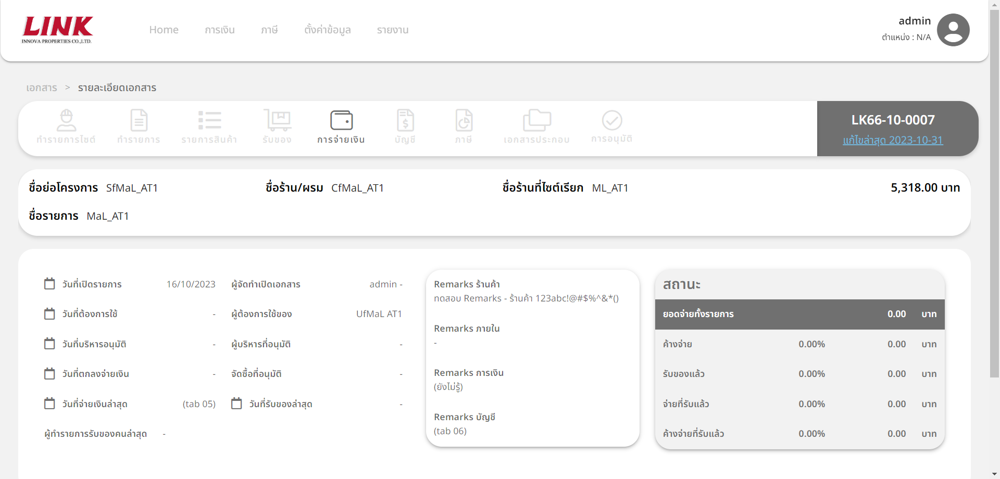 LINK
INNOVA PROPERTIES CO.,LTD.
Home การเงิน ภาษี ตั้งค่าข้อมูล รายงาน
admin
ตำแหน่ง : N/A
เอกสาร > รายละเอียดเอกสาร
ทำรายการไซต์ ทำรายการ รายการสินค้า รับของ การจ่ายเงิน บัญชี ภาษี เอกสารประกอบ การอนุมัติ
LK66-10-0007
แก้ไขล่าสุด 2023-10-31
ชื่อย่อโครงการ SfMaL_AT1 ชื่อร้าน/ผรม CfMaL_AT1 ชื่อร้านที่ไซต์เรียก ML_AT1 5,318.00 บาท
ชื่อรายการ MaL_AT1
วันที่เปิดรายการ 16/10/2023 ผู้จัดทำเปิดเอกสาร admin -
วันที่ต้องการใช้ - ผู้ต้องการใช้ของ UfMaL AT1
วันที่บริหารอนุมัติ - ผู้บริหารที่อนุมัติ -
วันที่ตกลงจ่ายเงิน - จัดซื้อที่อนุมัติ -
วันที่จ่ายเงินล่าสุด (tab 05) วันที่รับของล่าสุด -
ผู้ทำรายการรับของคนล่าสุด -
Remarks ร้านค้า
ทดสอบ Remarks - ร้านค้า 123abc!@#$%^&*()
Remarks ภายใน
-
Remarks การเงิน
(ยังไม่รู้)
Remarks บัญชี
(tab 06)
สถานะ
ยอดจ่ายทั้งรายการ 0.00 บาท
ค้างจ่าย 0.00% 0.00 บาท
รับของแล้ว 0.00% 0.00 บาท
จ่ายที่รับแล้ว 0.00% 0.00 บาท
ค้างจ่ายที่รับแล้ว 0.00% 0.00 บาท